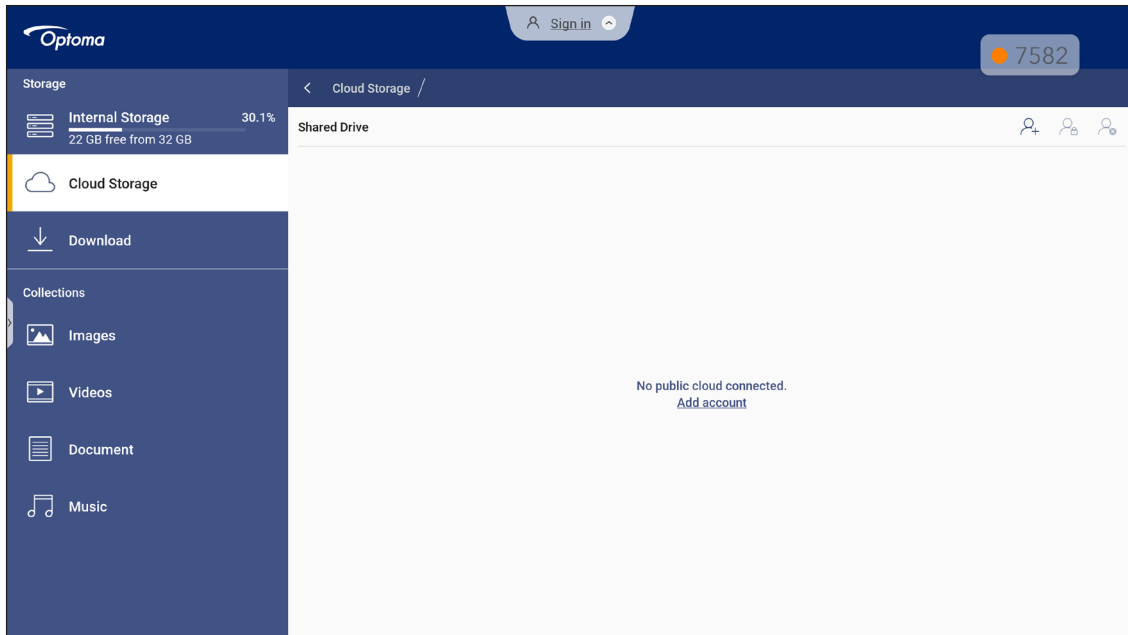 Optoma
Sign in
7582
Storage
Internal Storage 30.1%
22 GB free from 32 GB
Cloud Storage
Download
Collections
Images
Videos
Document
Music
Cloud Storage /
Shared Drive
No public cloud connected.
Add account